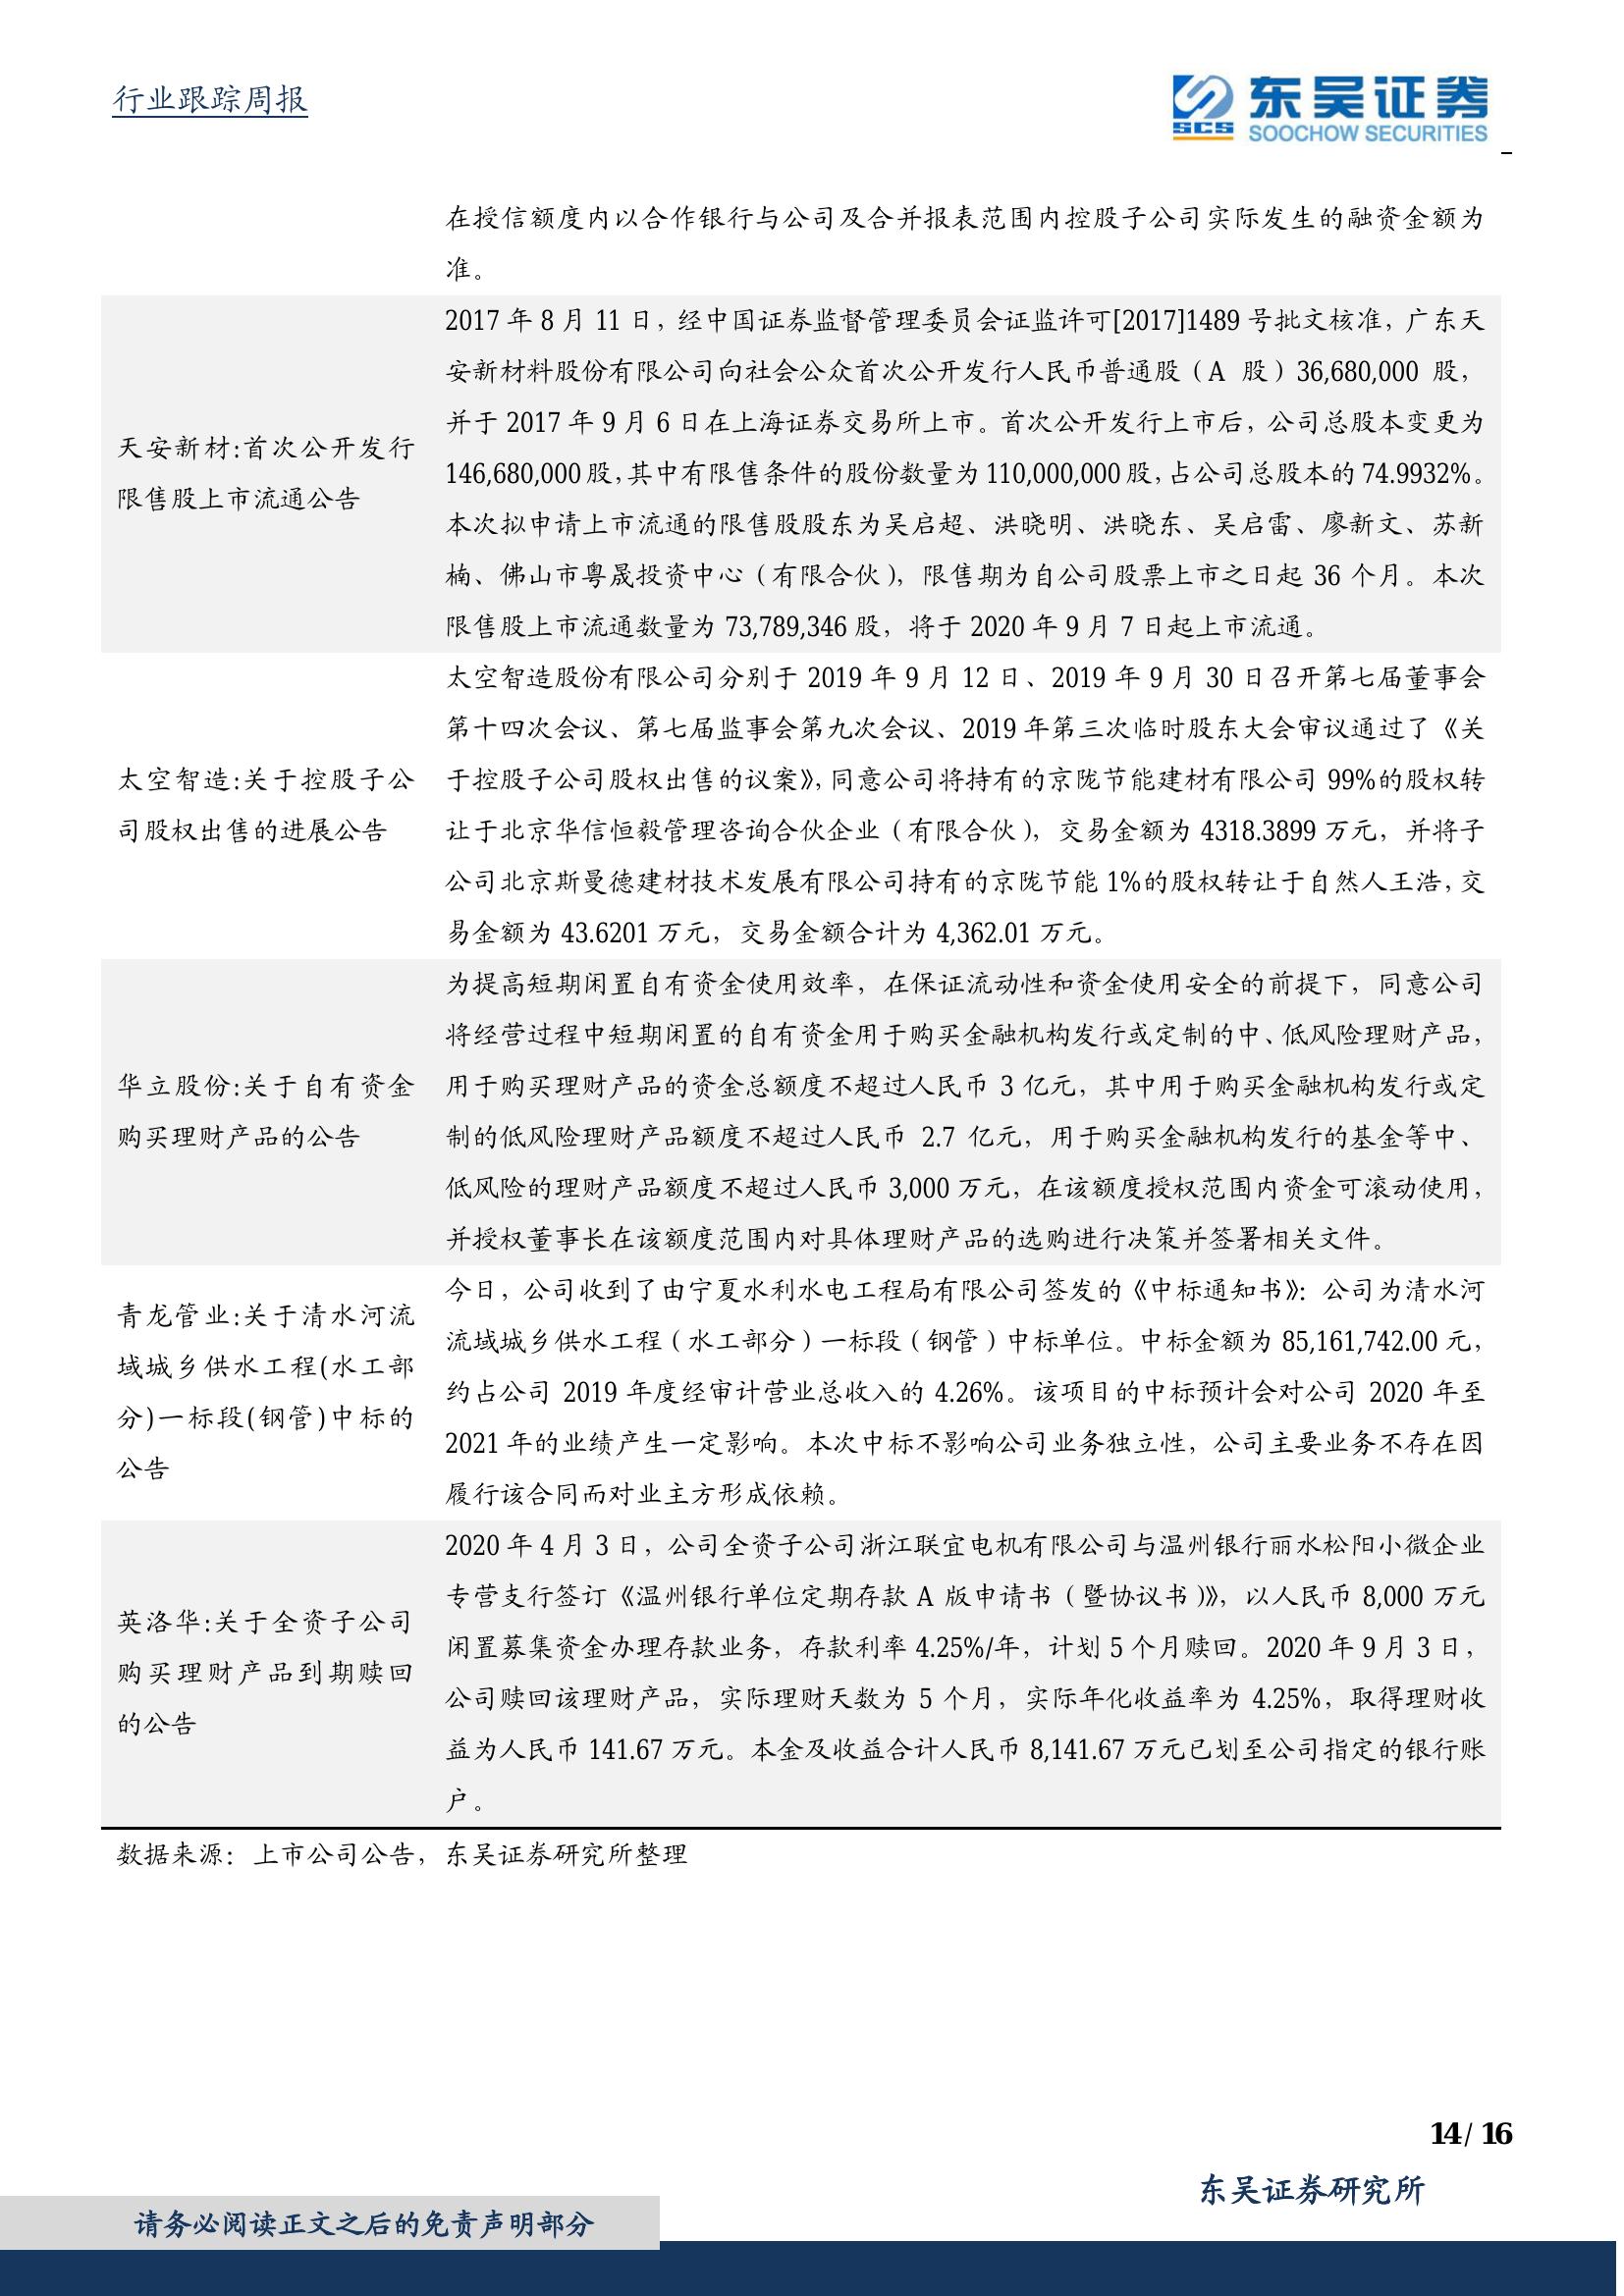 行业跟踪周报
东吴证券
SCS
SOOCHOW SECURITIES
在授信额度内以合作银行与公司及合并报表范围内控股子公司实际发生的融资金额为
准。
天安新材:首次公开发行
限售股上市流通公告
2017 年 8 月 11 日，经中国证券监督管理委员会证监许可[2017]1489 号批文核准，广东天
安新材料股份有限公司向社会公众首次公开发行人民币普通股（A 股）36,680,000 股，
并于 2017 年 9 月 6 日在上海证券交易所上市。首次公开发行上市后，公司总股本变更为
146,680,000 股，其中有限售条件的股份数量为 110,000,000 股，占公司总股本的 74.9932%。
本次拟申请上市流通的限售股股东为吴启超、洪晓明、洪晓东、吴启雷、廖新文、苏新
楠、佛山市粤晟投资中心（有限合伙），限售期为自公司股票上市之日起 36 个月。本次
限售股上市流通数量为 73,789,346 股，将于 2020 年 9 月 7 日起上市流通。
太空智造:关于控股子公
司股权出售的进展公告
太空智造股份有限公司分别于 2019 年 9 月 12 日、2019 年 9 月 30 日召开第七届董事会
第十四次会议、第七届监事会第九次会议、2019 年第三次临时股东大会审议通过了《关
于控股子公司股权出售的议案》，同意公司将持有的京陇节能建材有限公司 99%的股权转
让于北京华信恒毅管理咨询合伙企业（有限合伙），交易金额为 4318.3899 万元，并将子
公司北京斯曼德建材技术发展有限公司持有的京陇节能 1%的股权转让于自然人王浩，交
易金额为 43.6201 万元，交易金额合计为 4,362.01 万元。
华立股份:关于自有资金
购买理财产品的公告
为提高短期闲置自有资金使用效率，在保证流动性和资金使用安全的前提下，同意公司
将经营过程中短期闲置的自有资金用于购买金融机构发行或定制的中、低风险理财产品，
用于购买理财产品的资金总额度不超过人民币 3 亿元，其中用于购买金融机构发行或定
制的低风险理财产品额度不超过人民币 2.7 亿元，用于购买金融机构发行的基金等中、
低风险的理财产品额度不超过人民币 3,000 万元，在该额度授权范围内资金可滚动使用，
并授权董事长在该额度范围内对具体理财产品的选购进行决策并签署相关文件。
青龙管业:关于清水河流
域城乡供水工程(水工部
分)一标段(钢管)中标的
公告
今日，公司收到了由宁夏水利水电工程局有限公司签发的《中标通知书》：公司为清水河
流域城乡供水工程（水工部分）一标段（钢管）中标单位。中标金额为 85,161,742.00 元，
约占公司 2019 年度经审计营业总收入的 4.26%。该项目的中标预计会对公司 2020 年至
2021 年的业绩产生一定影响。本次中标不影响公司业务独立性，公司主要业务不存在因
履行该合同而对业主方形成依赖。
英洛华:关于全资子公司
购买理财产品到期赎回
的公告
2020 年 4 月 3 日，公司全资子公司浙江联宜电机有限公司与温州银行丽水松阳小微企业
专营支行签订《温州银行单位定期存款 A 版申请书（暨协议书）》，以人民币 8,000 万元
闲置募集资金办理存款业务，存款利率 4.25%/年，计划 5 个月赎回。2020 年 9 月 3 日，
公司赎回该理财产品，实际理财天数为 5 个月，实际年化收益率为 4.25%，取得理财收
益为人民币 141.67 万元。本金及收益合计人民币 8,141.67 万元已划至公司指定的银行账
户。
数据来源：上市公司公告，东吴证券研究所整理
14 / 16
东吴证券研究所
请务必阅读正文之后的免责声明部分